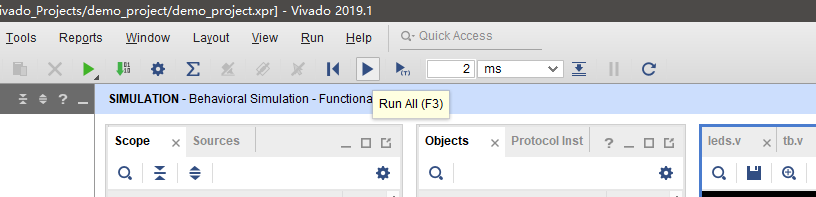 ivado_Projects/demo_project/demo_project.xpr] - Vivado 2019.1
Tools Reports Window Layout View Run Help Quick Access
2 ms
SIMULATION - Behavioral Simulation - Functiona
Run All (F3)
Scope Sources Objects Protocol Inst leds.v tb.v